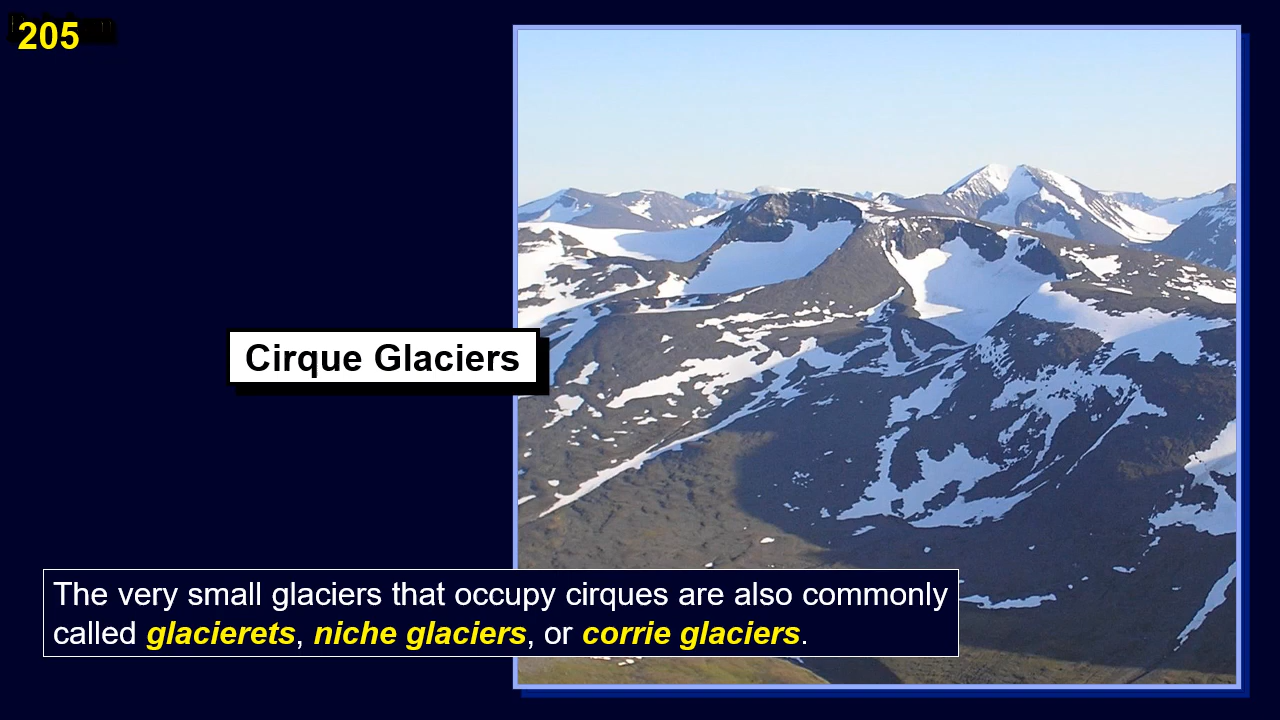 205
Cirque Glaciers
The very small glaciers that occupy cirques are also commonly
called glacierets, niche glaciers, or corrie glaciers.